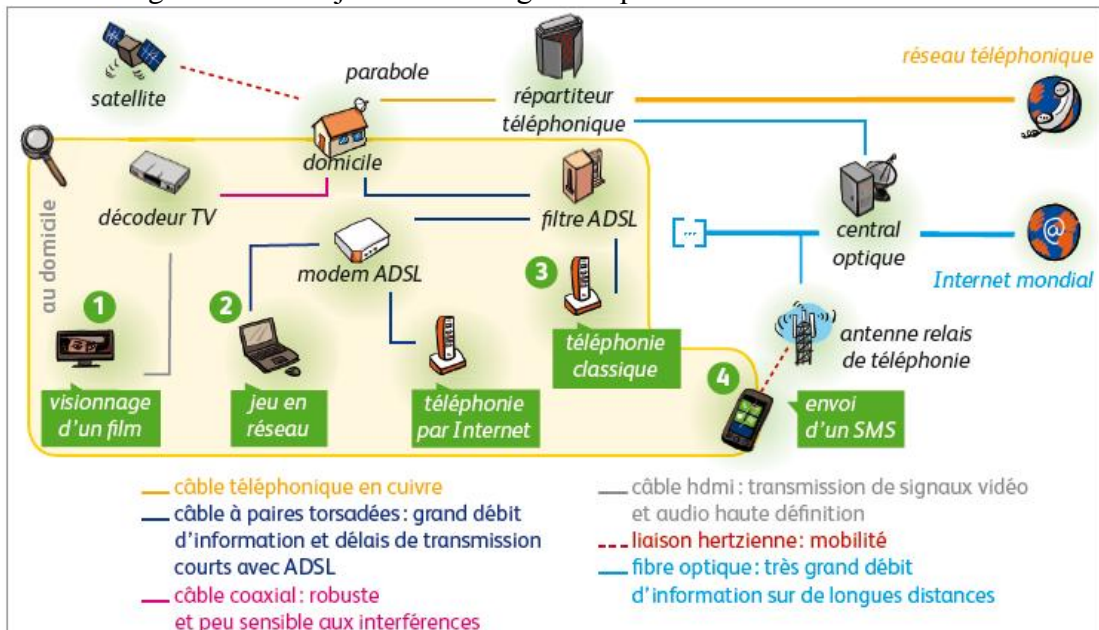 satellite
parabole
répartiteur
téléphonique
réseau téléphonique
domicile
décodeur TV
filtre ADSL
modem ADSL
central
optique
[...]
@
Internet mondial
au domicile
1
2
3
4
antenne relais
de téléphonie
visionnage
d'un film
jeu en
réseau
téléphonie
par Internet
téléphonie
classique
envoi
d'un SMS
câble téléphonique en cuivre
câble à paires torsadées : grand débit
d'information et délais de transmission
courts avec ADSL
câble coaxial : robuste
et peu sensible aux interférences
câble hdmi : transmission de signaux vidéo
et audio haute définition
liaison hertzienne : mobilité
fibre optique : très grand débit
d'information sur de longues distances